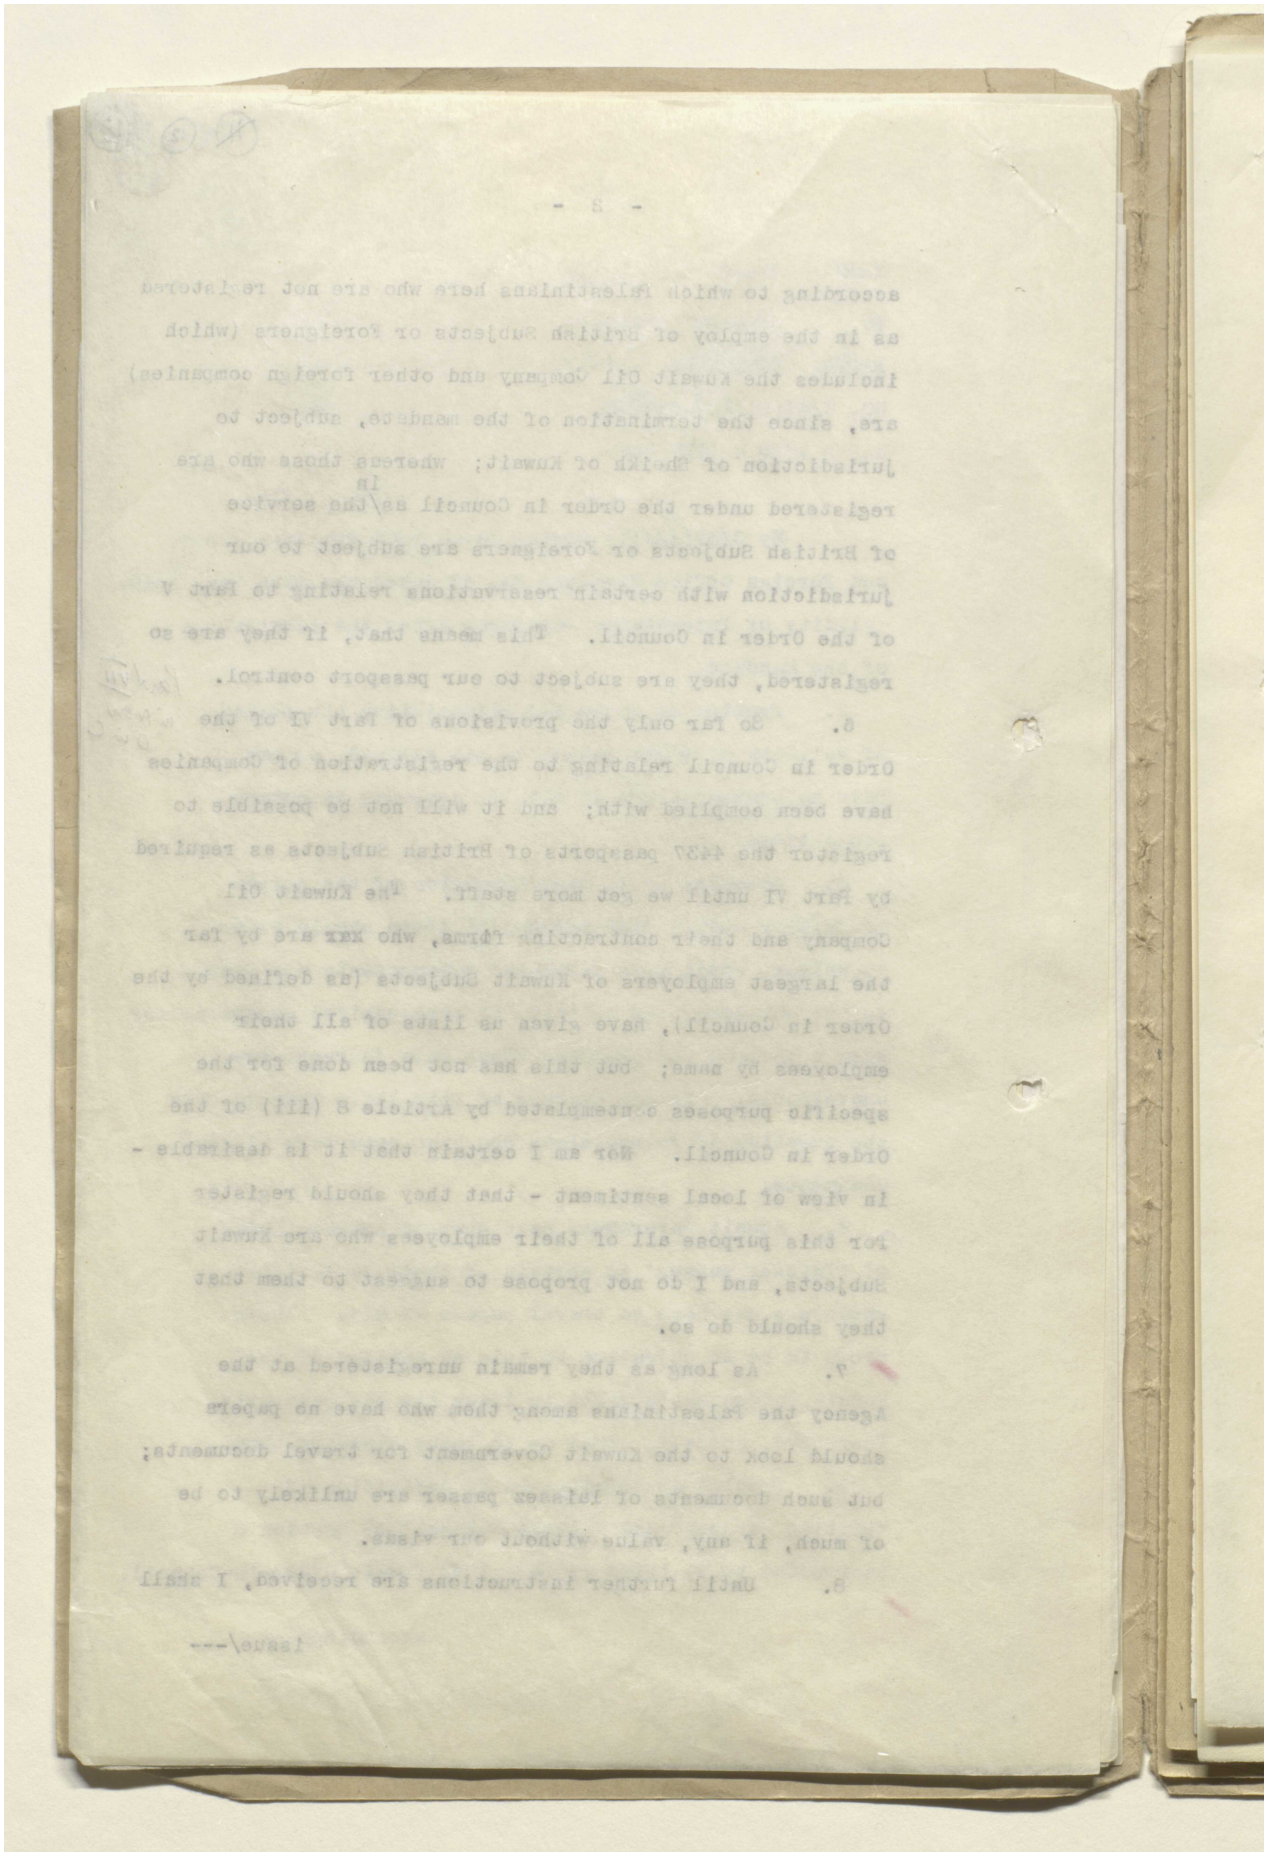 - 2 -
according to which Palestinians here who are not registered
as in the employ of British Subjects or Foreigners (which
includes the Kuwait Oil Company and other foreign companies)
are, since the termination of the mandate, subject to
jurisdiction of Sheikh of Kuwait; whereas those who are
in
registered under the Order in Council as/the service
of British Subjects or foreigners are subject to our
jurisdiction with certain reservations relating to Part V
of the Order in Council. This means that, if they are so
registered, they are subject to our passport control.
6. So far only the provisions of Part VI of the
Order in Council relating to the registration of Companies
have been complied with; and it will not be possible to
register the 4437 passports of British Subjects as required
by Part VI until we get more staff. The Kuwait Oil
Company and their contracting firms, who xar are by far
the largest employers of Kuwait Subjects (as defined by the
Order in Council), have given us lists of all their
employees by name; but this has not been done for the
specific purposes contemplated by Article 8 (iii) of the
Order in Council. Nor am I certain that it is desirable -
in view of local sentiment - that they should register
for this purpose all of their employees who are Kuwait
Subjects, and I do not propose to suggest to them that
they should do so.
7. As long as they remain unregistered at the
Agency the Palestinians among them who have no papers
should look to the Kuwait Government for travel documents;
but such documents of laissez passer are unlikely to be
of much, if any, value without our visas.
8. Until further instructions are received, I shall
issue/---